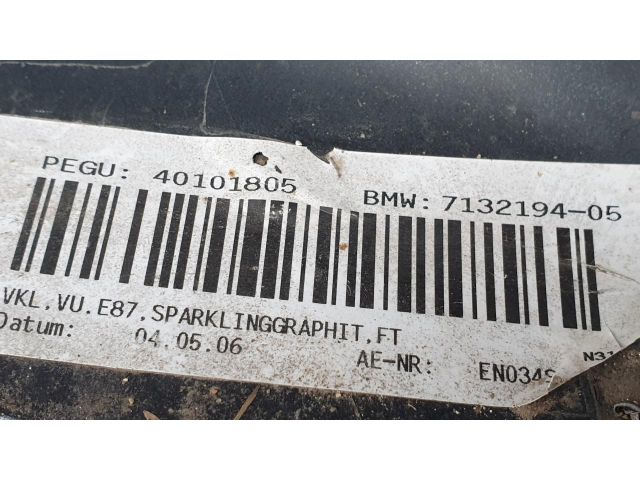 PEGU: 40101805 BMW: 7132194-05
VKL.VU.E87.SPARKLINGGRAPHIT.FT
Datum: 04.05.06 AE-NR: